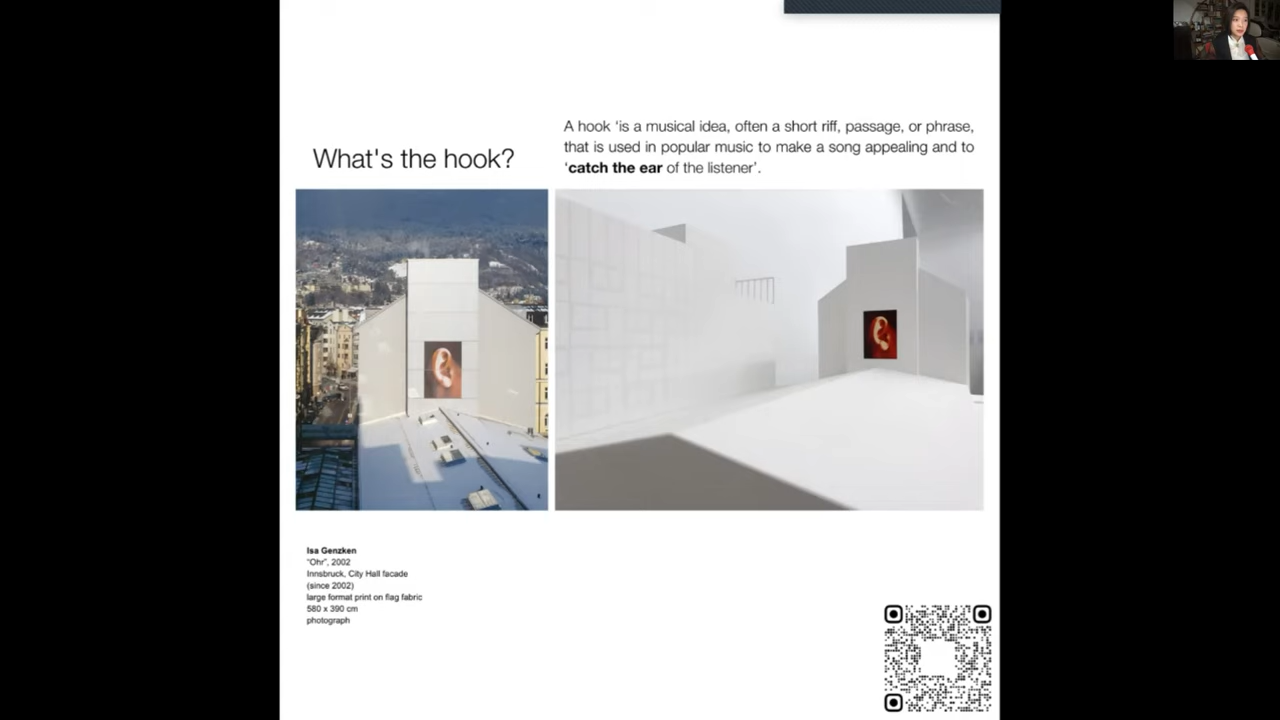 What's the hook?
A hook ‘is a musical idea, often a short riff, passage, or phrase,
that is used in popular music to make a song appealing and to
‘catch the ear of the listener’.
Isa Genzken
"Ohr", 2002
Innsbruck, City Hall facade
(since 2002)
large format print on flag fabric
580 x 390 cm
photograph